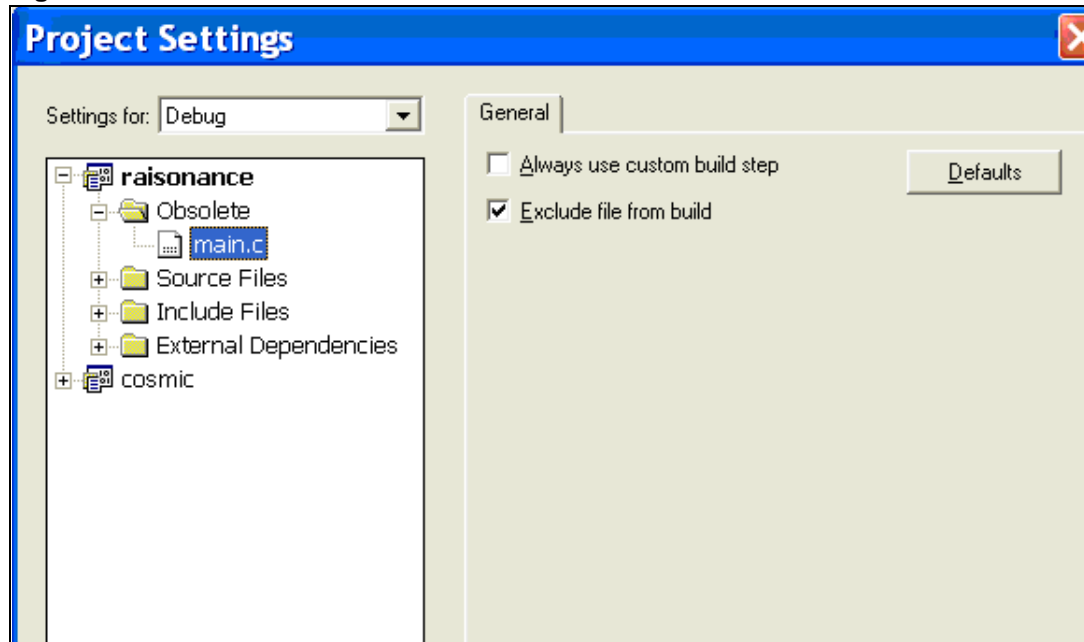 Project Settings
Settings for: Debug
raisonance
Obsolete
main.c
Source Files
Include Files
External Dependencies
cosmic
General
Always use custom build step
Defaults
Exclude file from build